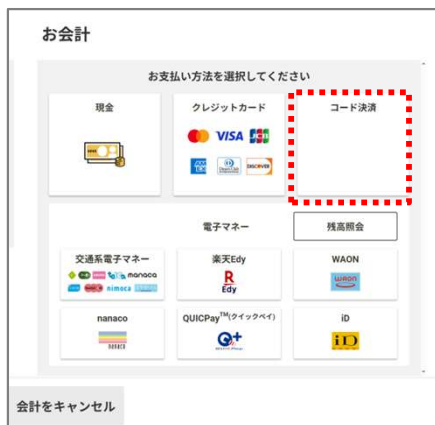 お会計
お支払い方法を選択してください
現金
クレジットカード
コード決済
VISA
JCB
DISCOVER
電子マネー
残高照会
交通系電子マネー
楽天Edy
WAON
manaca
nimoca
R
Edy
WAON
nanaco
QUICPay™(クイックペイ)
iD
nanaco
iD
会計をキャンセル